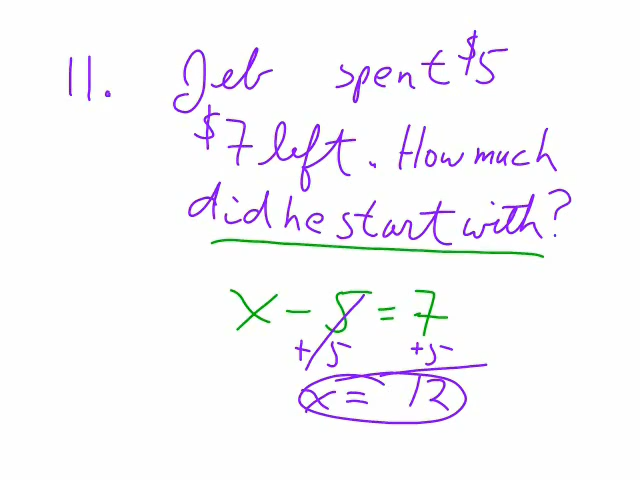 11. Jeb spent $5
$7 left. How much
did he start with?
x - 5 = 7
+ 5 +5
x = 12